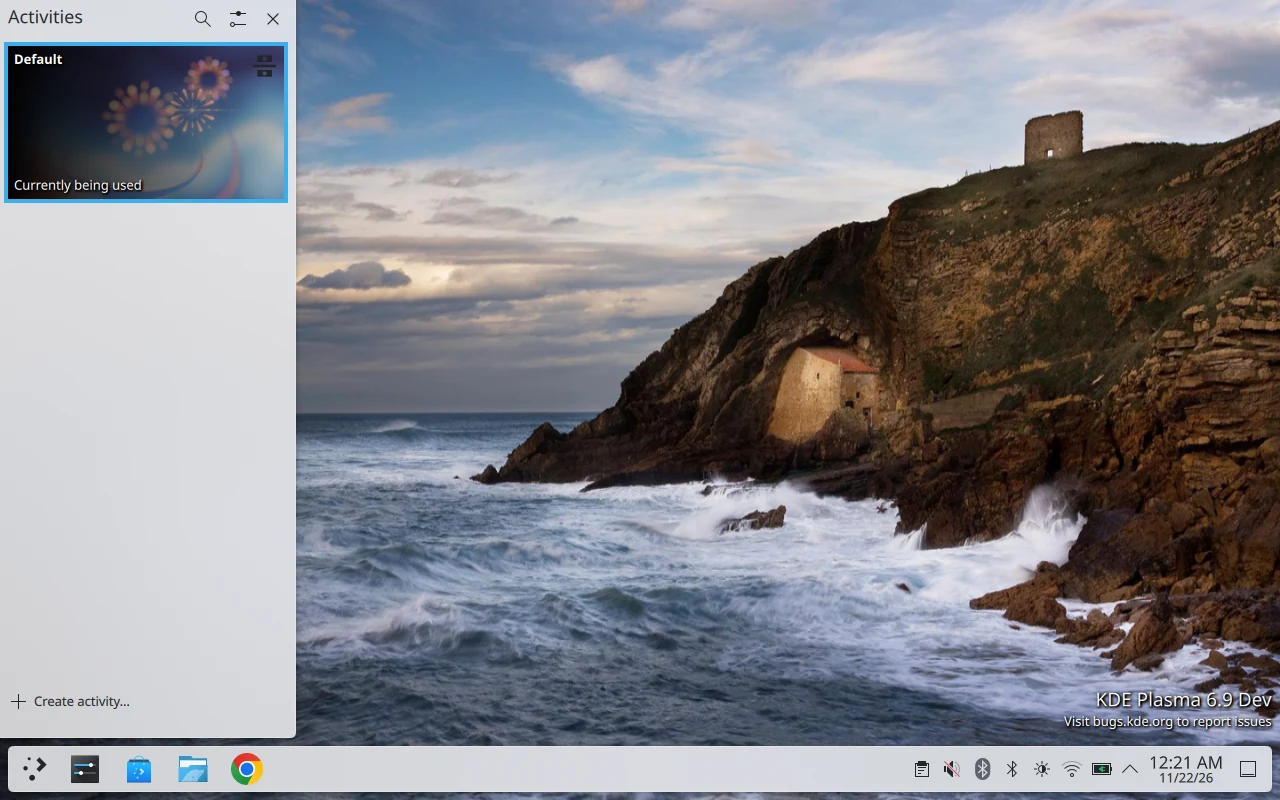 Activities
Default
Currently being used
Create activity...
KDE Plasma 6.9 Dev
Visit bugs.kde.org to report issues
12:21 AM
11/22/26